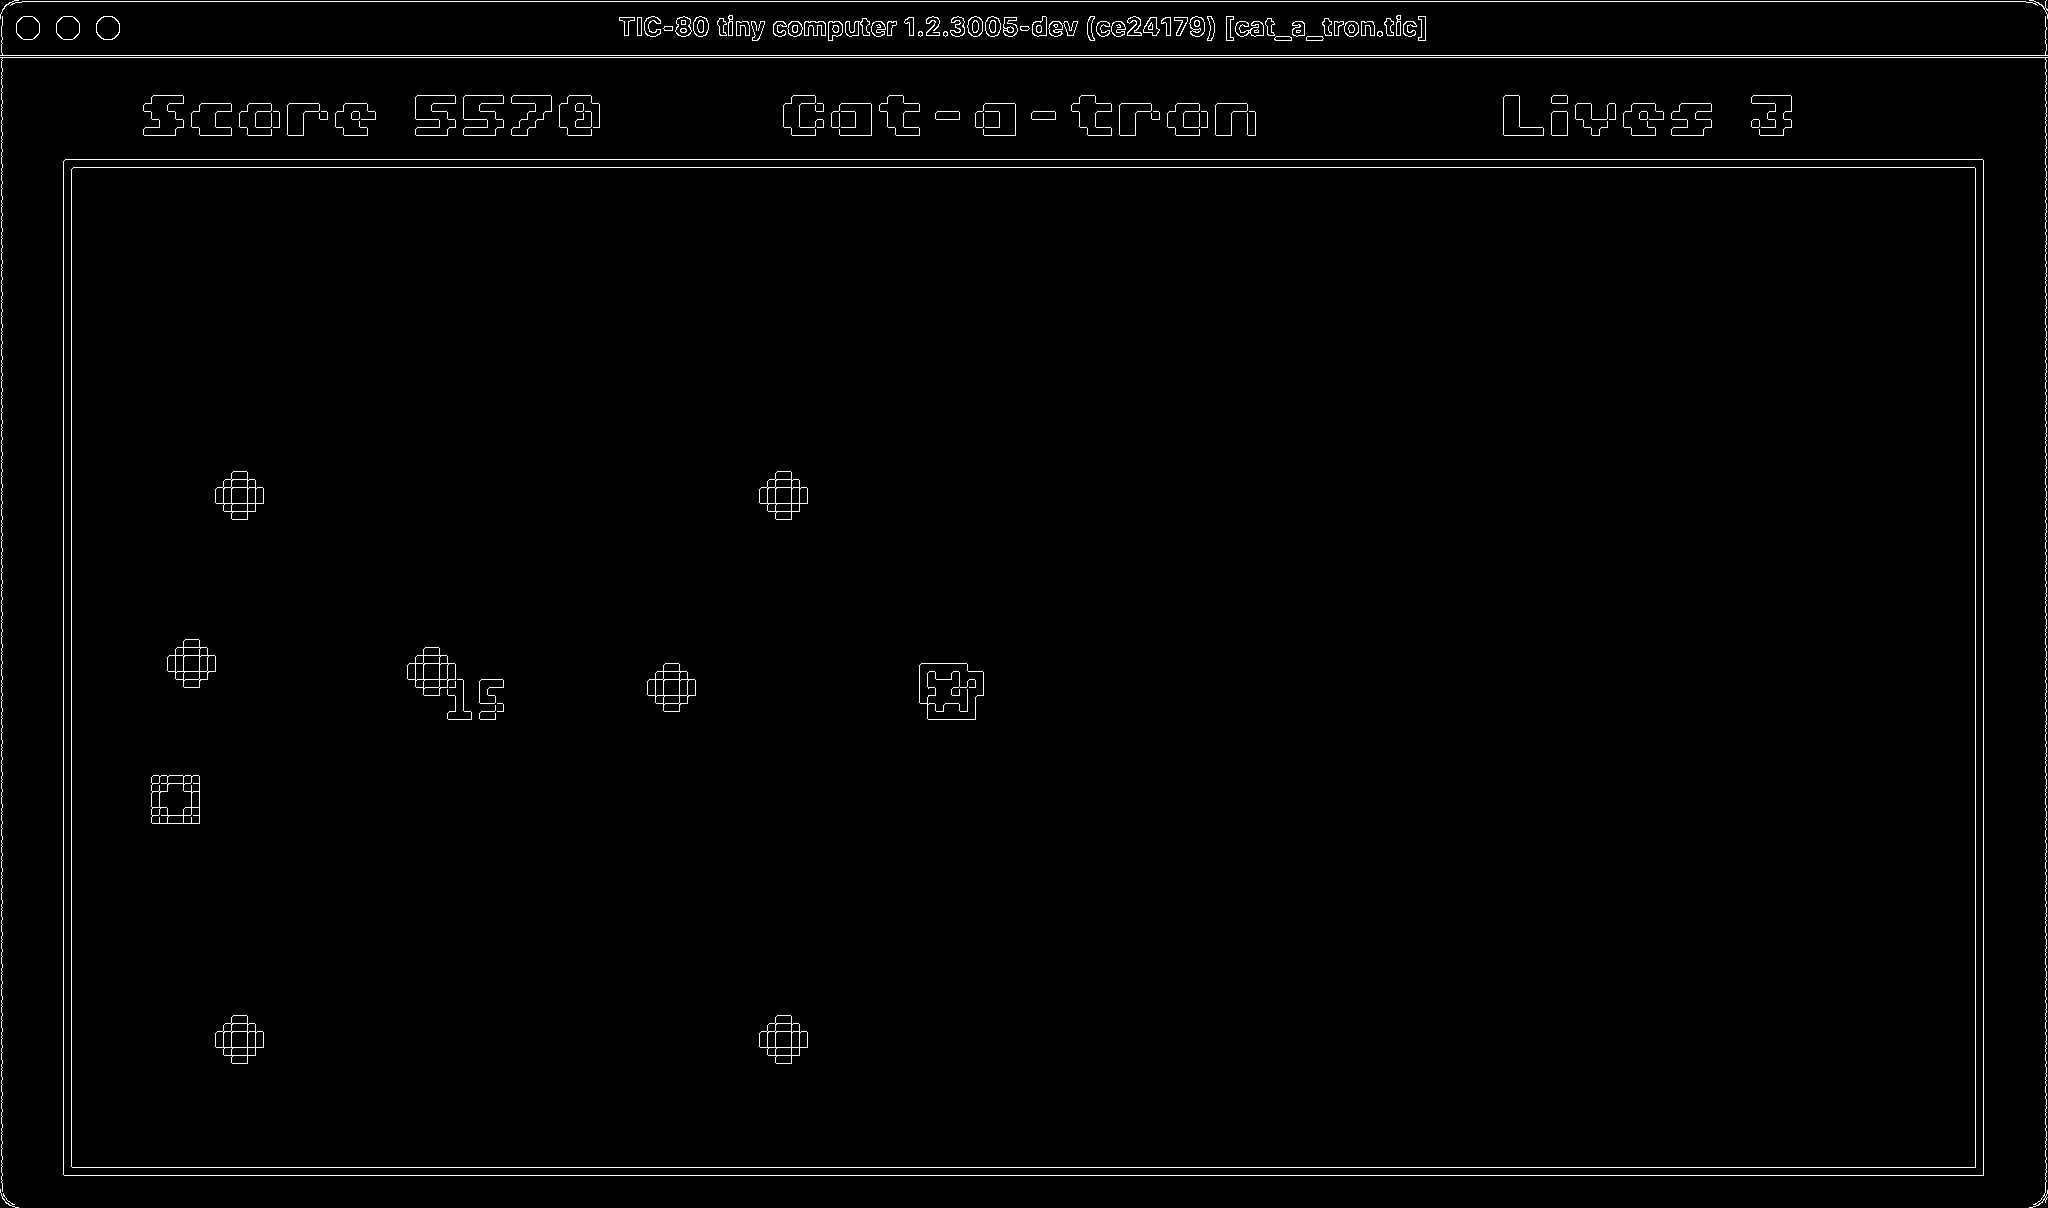 TIC-80 tiny computer 1.2.3005-dev (ce24179) [cat_a_tron.tic]
Score 5570 Cat-a-tron Lives 3
15